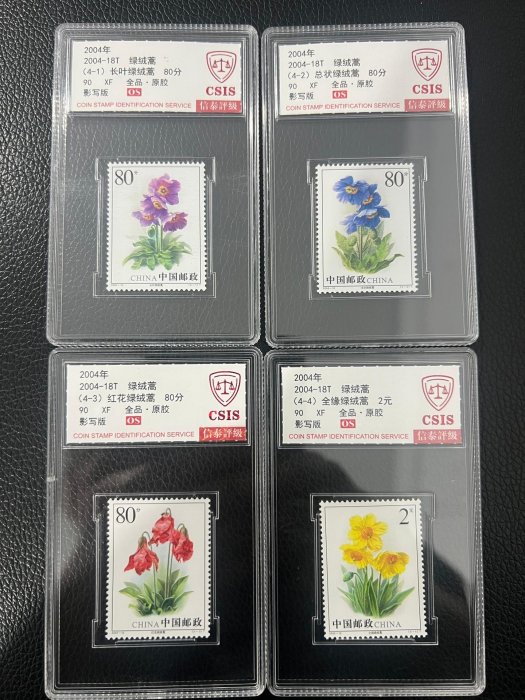 2004年
2004-18T 绿绒蒿
(4-1) 长叶绿绒蒿 80分
90 XF 全品·原胶
影写版 OS
CSIS
COIN STAMP IDENTIFICATION SERVICE
信泰評級
80分
CHINA 中国邮政
2004年
2004-18T 绿绒蒿
(4-2) 总状绿绒蒿 80分
90 XF 全品·原胶
影写版 OS
CSIS
COIN STAMP IDENTIFICATION SERVICE
信泰評級
80分
中国邮政 CHINA
2004年
2004-18T 绿绒蒿
(4-3) 红花绿绒蒿 80分
90 XF 全品·原胶
影写版 OS
CSIS
COIN STAMP IDENTIFICATION SERVICE
信泰評級
80分
CHINA 中国邮政
2004年
2004-18T 绿绒蒿
(4-4) 全缘绿绒蒿 2元
90 XF 全品·原胶
影写版 OS
CSIS
COIN STAMP IDENTIFICATION SERVICE
信泰評級
2元
中国邮政 CHINA